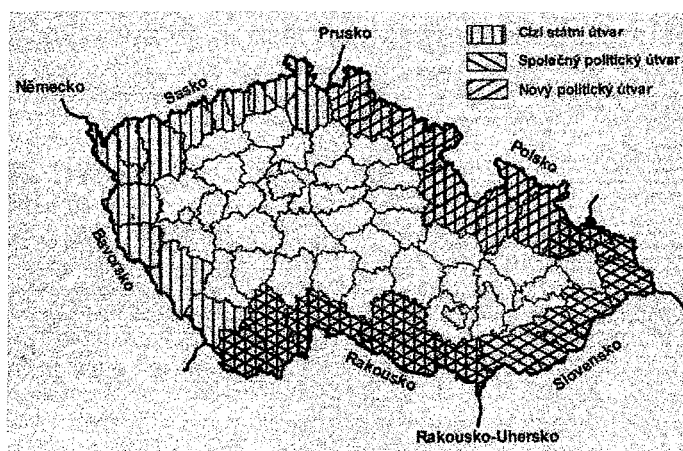 Cizí státní útvar
Společný politický útvar
Nový politický útvar
Prusko
Německo
Sasko
Polsko
Bavorsko
Rakousko
Slovensko
Rakousko-Uhersko